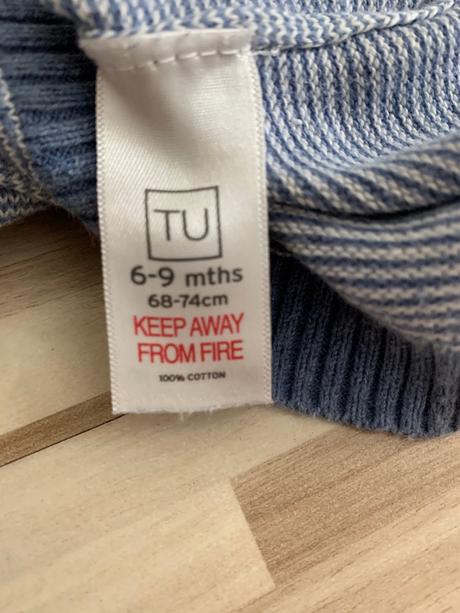 TU
6-9 mths
68-74cm
KEEP AWAY
FROM FIRE
100% COTTON